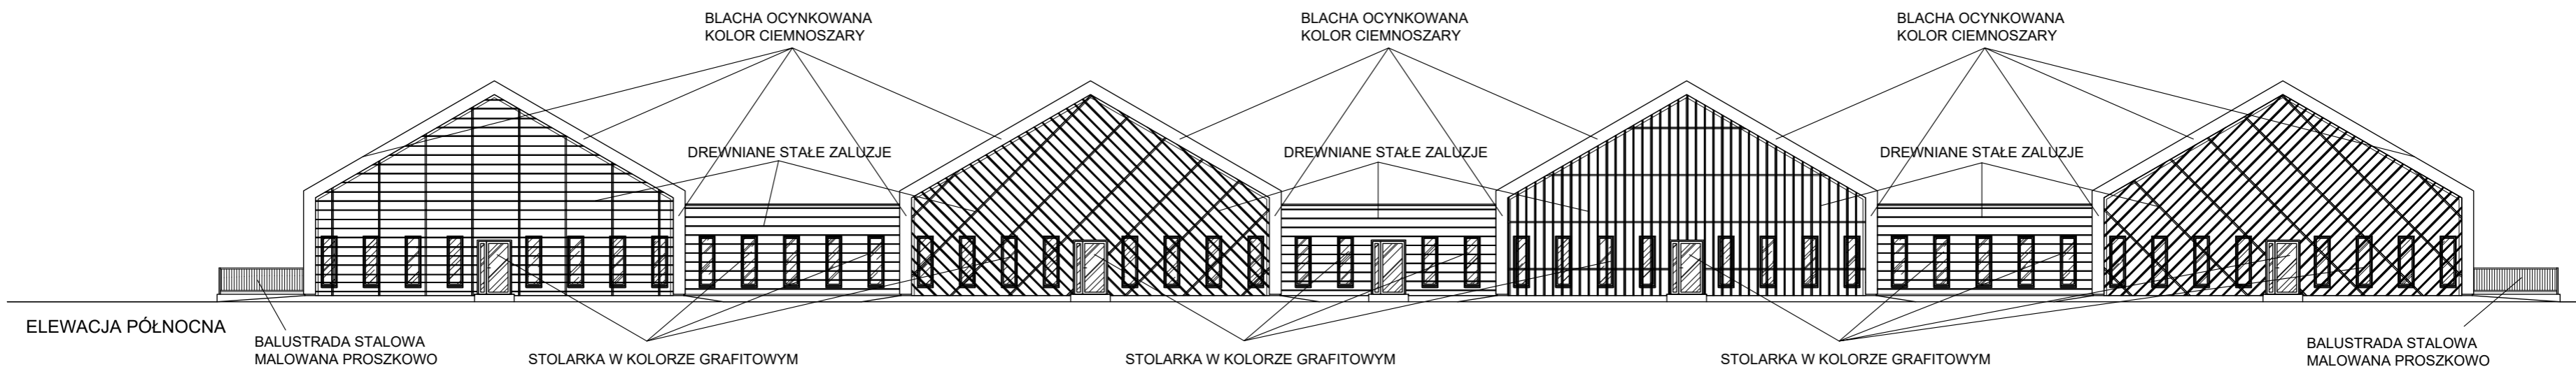 BLACHA OCYNKOWANA
KOLOR CIEMNOSZARY
BLACHA OCYNKOWANA
KOLOR CIEMNOSZARY
BLACHA OCYNKOWANA
KOLOR CIEMNOSZARY
DREWNIANE STAŁE ZALUZJE
DREWNIANE STAŁE ZALUZJE
DREWNIANE STAŁE ZALUZJE
ELEWACJA PÓŁNOCNA
BALUSTRADA STALOWA
MALOWANA PROSZKOWO
STOLARKA W KOLORZE GRAFITOWYM
STOLARKA W KOLORZE GRAFITOWYM
STOLARKA W KOLORZE GRAFITOWYM
BALUSTRADA STALOWA
MALOWANA PROSZKOWO